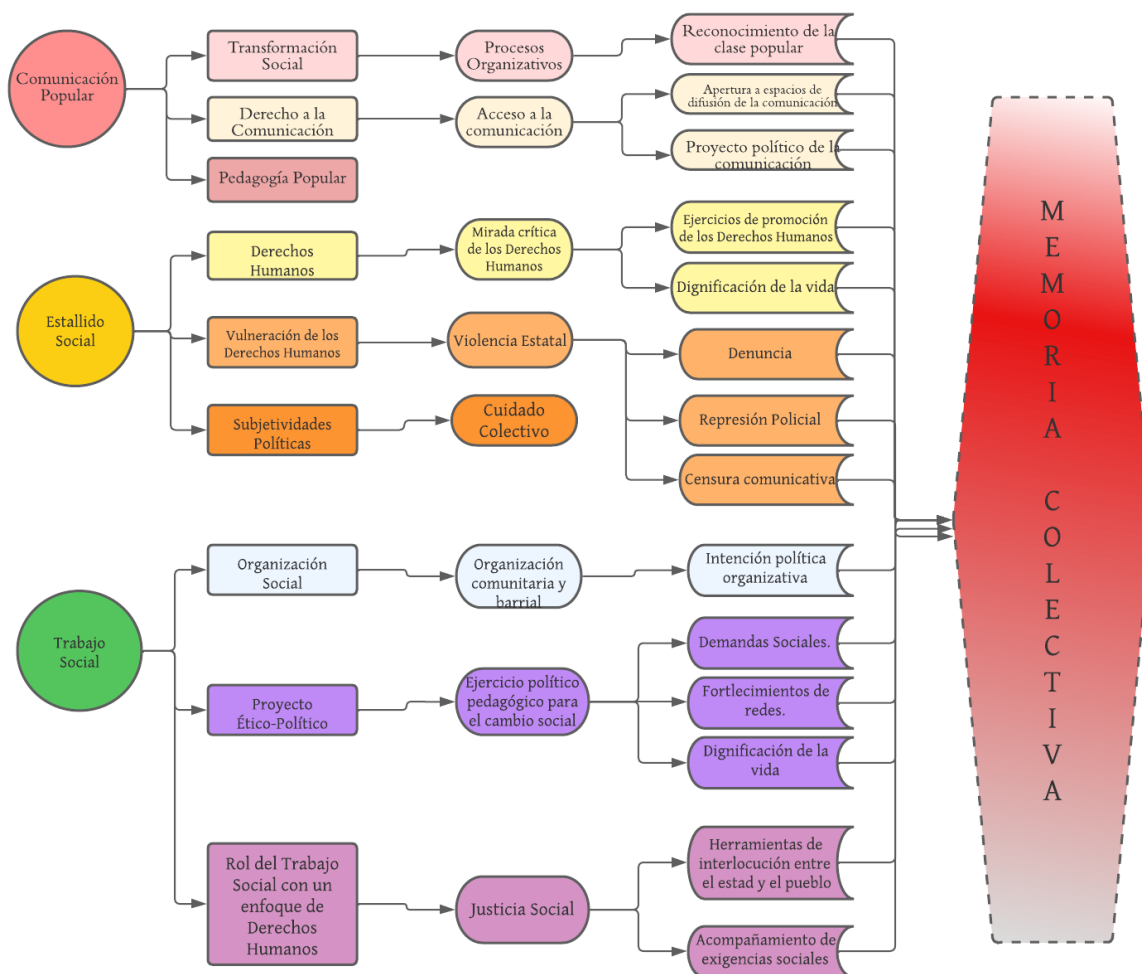 Comunicación
Popular
Transformación
Social
Procesos
Organizativos
Reconocimiento de la
clase popular
Derecho a la
Comunicación
Acceso a la
comunicación
Apertura a espacios de
difusión de la comunicación
Proyecto político de la
comunicación
Pedagogía Popular
Estallido
Social
Derechos
Humanos
Mirada crítica
de los Derechos
Humanos
Ejercicios de promoción
de los Derechos Humanos
Dignificación de la vida
Vulneración de los
Derechos Humanos
Violencia Estatal
Denuncia
Represión Policial
Censura comunicativa
Subjetividades
Políticas
Cuidado
Colectivo
Trabajo
Social
Organización
Social
Organización
comunitaria y
barrial
Intención política
organizativa
Proyecto
Ético-Político
Ejercicio político
pedagógico para
el cambio social
Demandas Sociales.
Fortlecimientos de
redes.
Dignificación de la
vida
Rol del Trabajo
Social con un
enfoque de
Derechos
Humanos
Justicia Social
Herramientas de
interlocución entre
el estad y el pueblo
Acompañamiento de
exigencias sociales
MEMORIA COLECTIVA